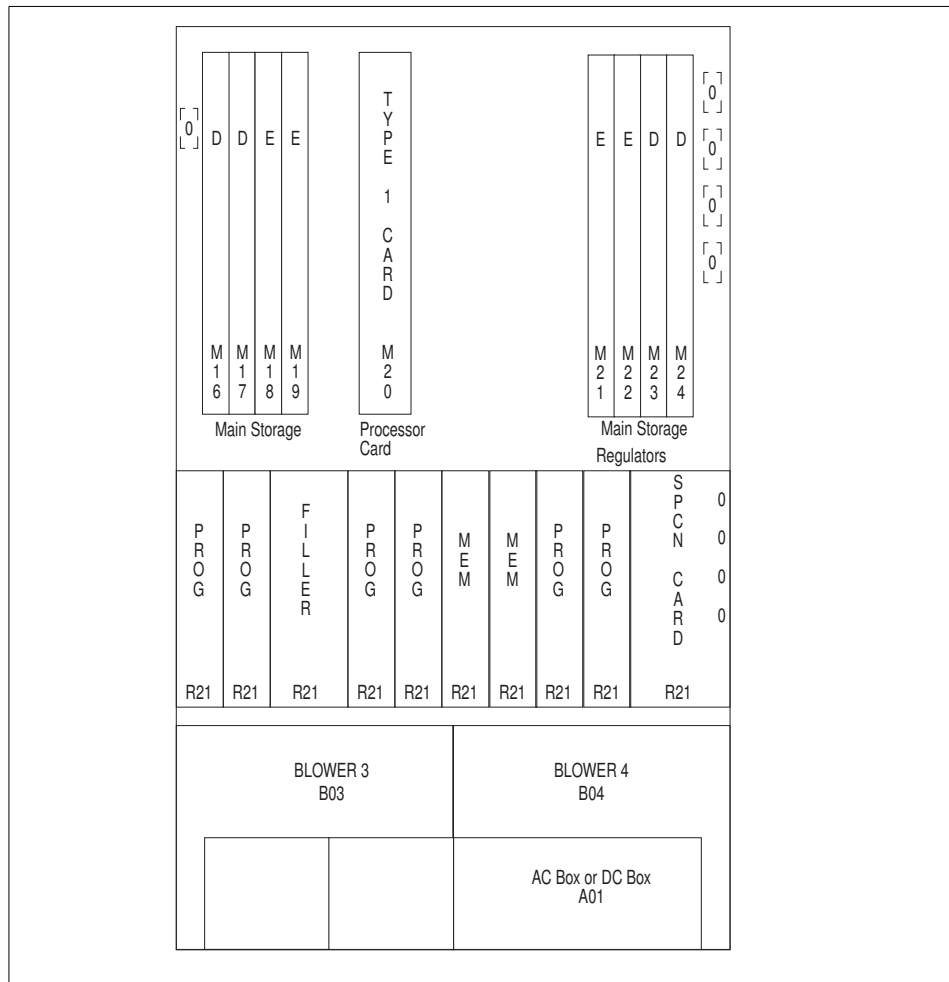 [0]
D D E E
TYPE 1 CARD
E E D D
[0]
[0]
[0]
[0]
M16 M17 M18 M19
M20
M21 M22 M23 M24
Main Storage
Processor
Card
Main Storage
Regulators
PROG
PROG
FILLER
PROG
PROG
MEM
MEM
PROG
PROG
SPCN CARD
0
0
0
0
R21 R21 R21 R21 R21 R21 R21 R21 R21 R21
BLOWER 3
B03
BLOWER 4
B04
AC Box or DC Box
A01